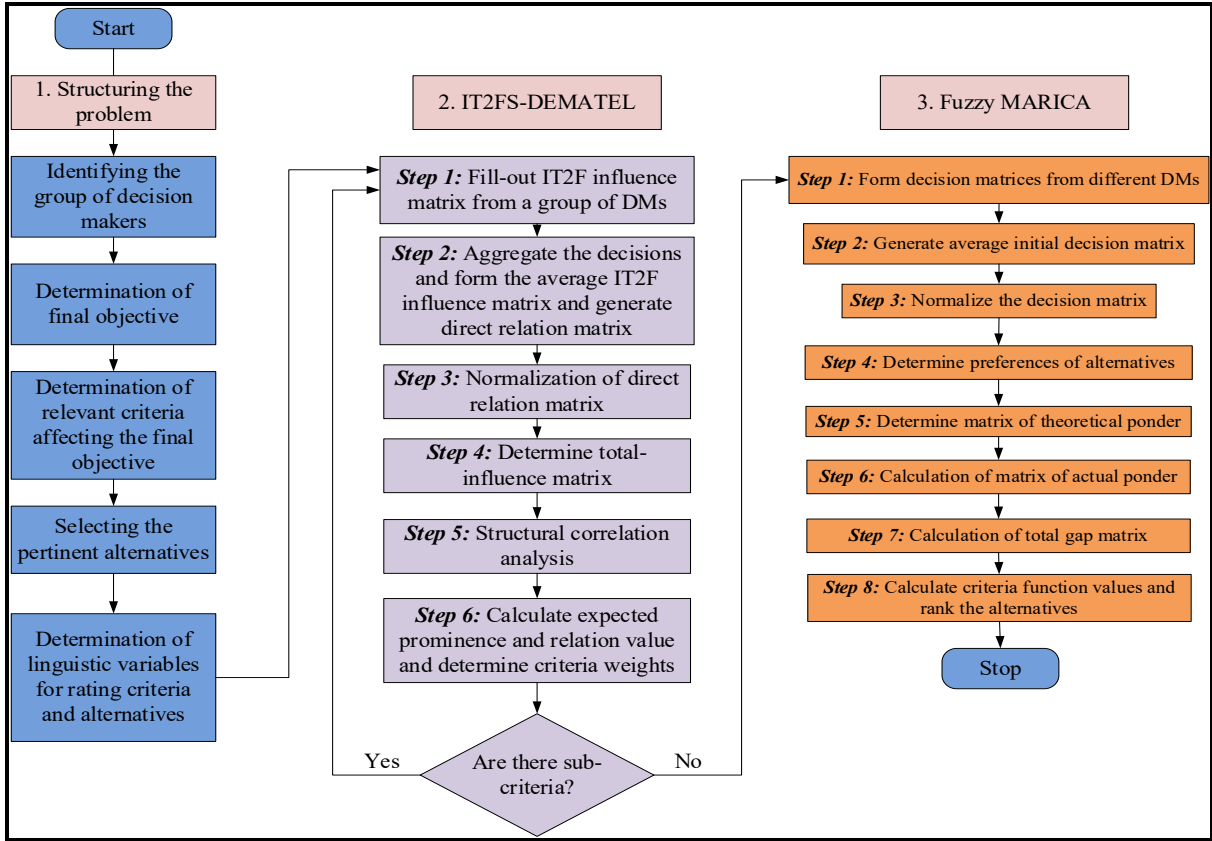 Start
1. Structuring the
problem
Identifying the
group of decision
makers
Determination of
final objective
Determination of
relevant criteria
affecting the final
objective
Selecting the
pertinent alternatives
Determination of
linguistic variables
for rating criteria
and alternatives
2. IT2FS-DEMATEL
Step 1: Fill-out IT2F influence
matrix from a group of DMs
Step 2: Aggregate the decisions
and form the average IT2F
influence matrix and generate
direct relation matrix
Step 3: Normalization of direct
relation matrix
Step 4: Determine total-
influence matrix
Step 5: Structural correlation
analysis
Step 6: Calculate expected
prominence and relation value
and determine criteria weights
Are there sub-
criteria?
Yes
No
3. Fuzzy MARICA
Step 1: Form decision matrices from different DMs
Step 2: Generate average initial decision matrix
Step 3: Normalize the decision matrix
Step 4: Determine preferences of alternatives
Step 5: Determine matrix of theoretical ponder
Step 6: Calculation of matrix of actual ponder
Step 7: Calculation of total gap matrix
Step 8: Calculate criteria function values and
rank the alternatives
Stop